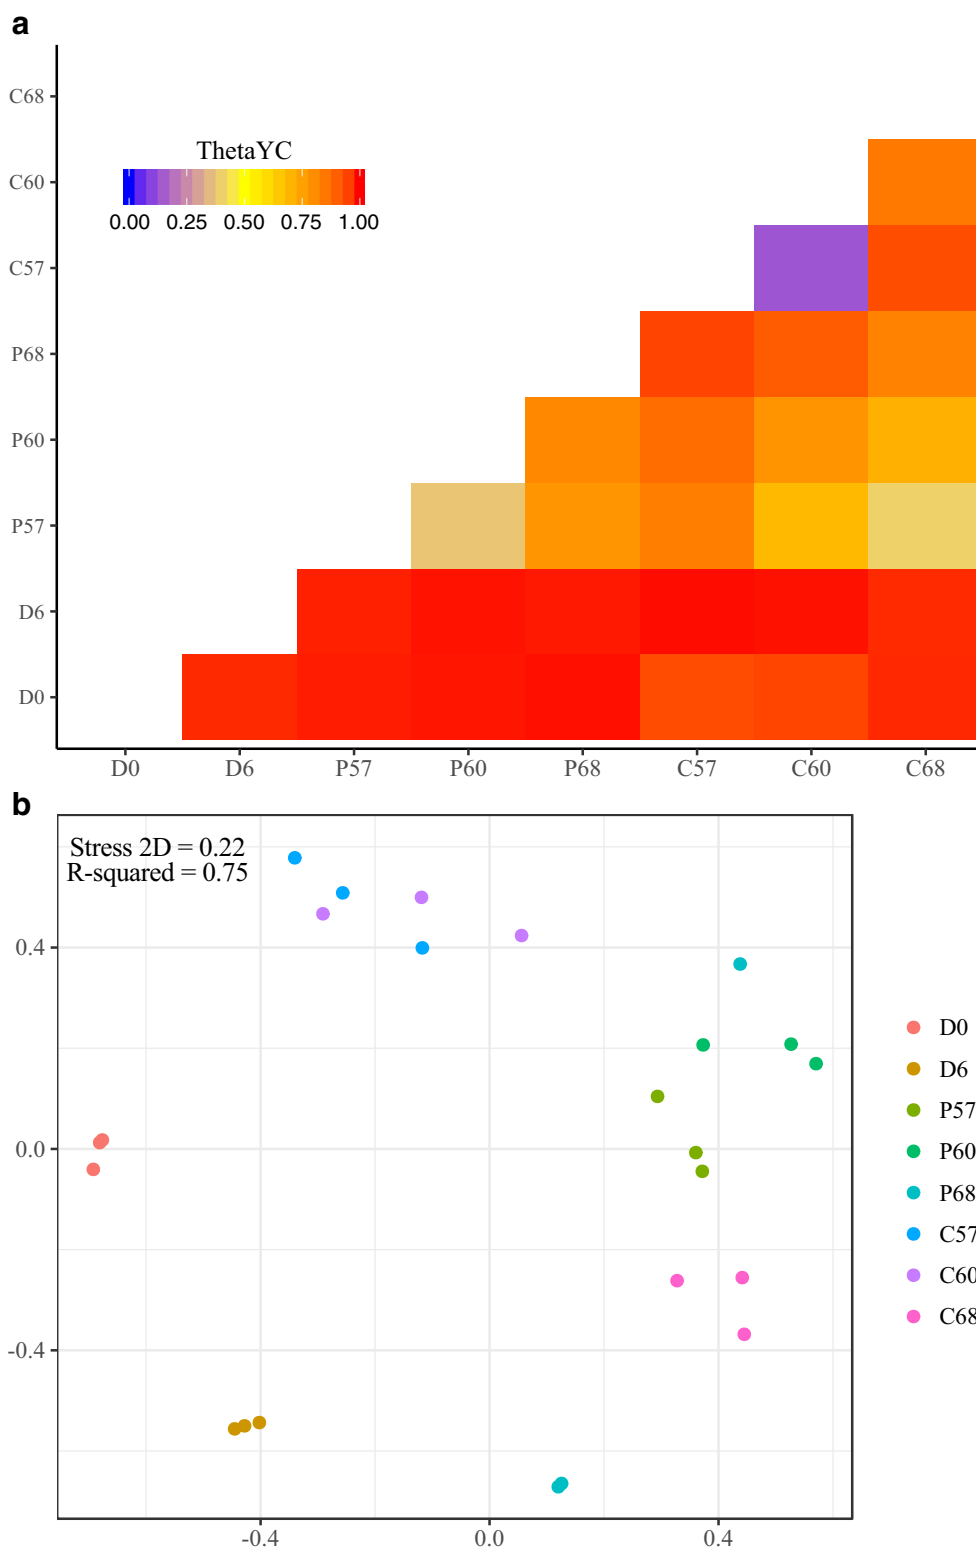 a
C68
C60
C57
P68
P60
P57
D6
D0
ThetaYC
0.00 0.25 0.50 0.75 1.00
D0 D6 P57 P60 P68 C57 C60 C68
b
Stress 2D = 0.22
R-squared = 0.75
0.4
0.0
-0.4
-0.4 0.0 0.4
D0
D6
P57
P60
P68
C57
C60
C68